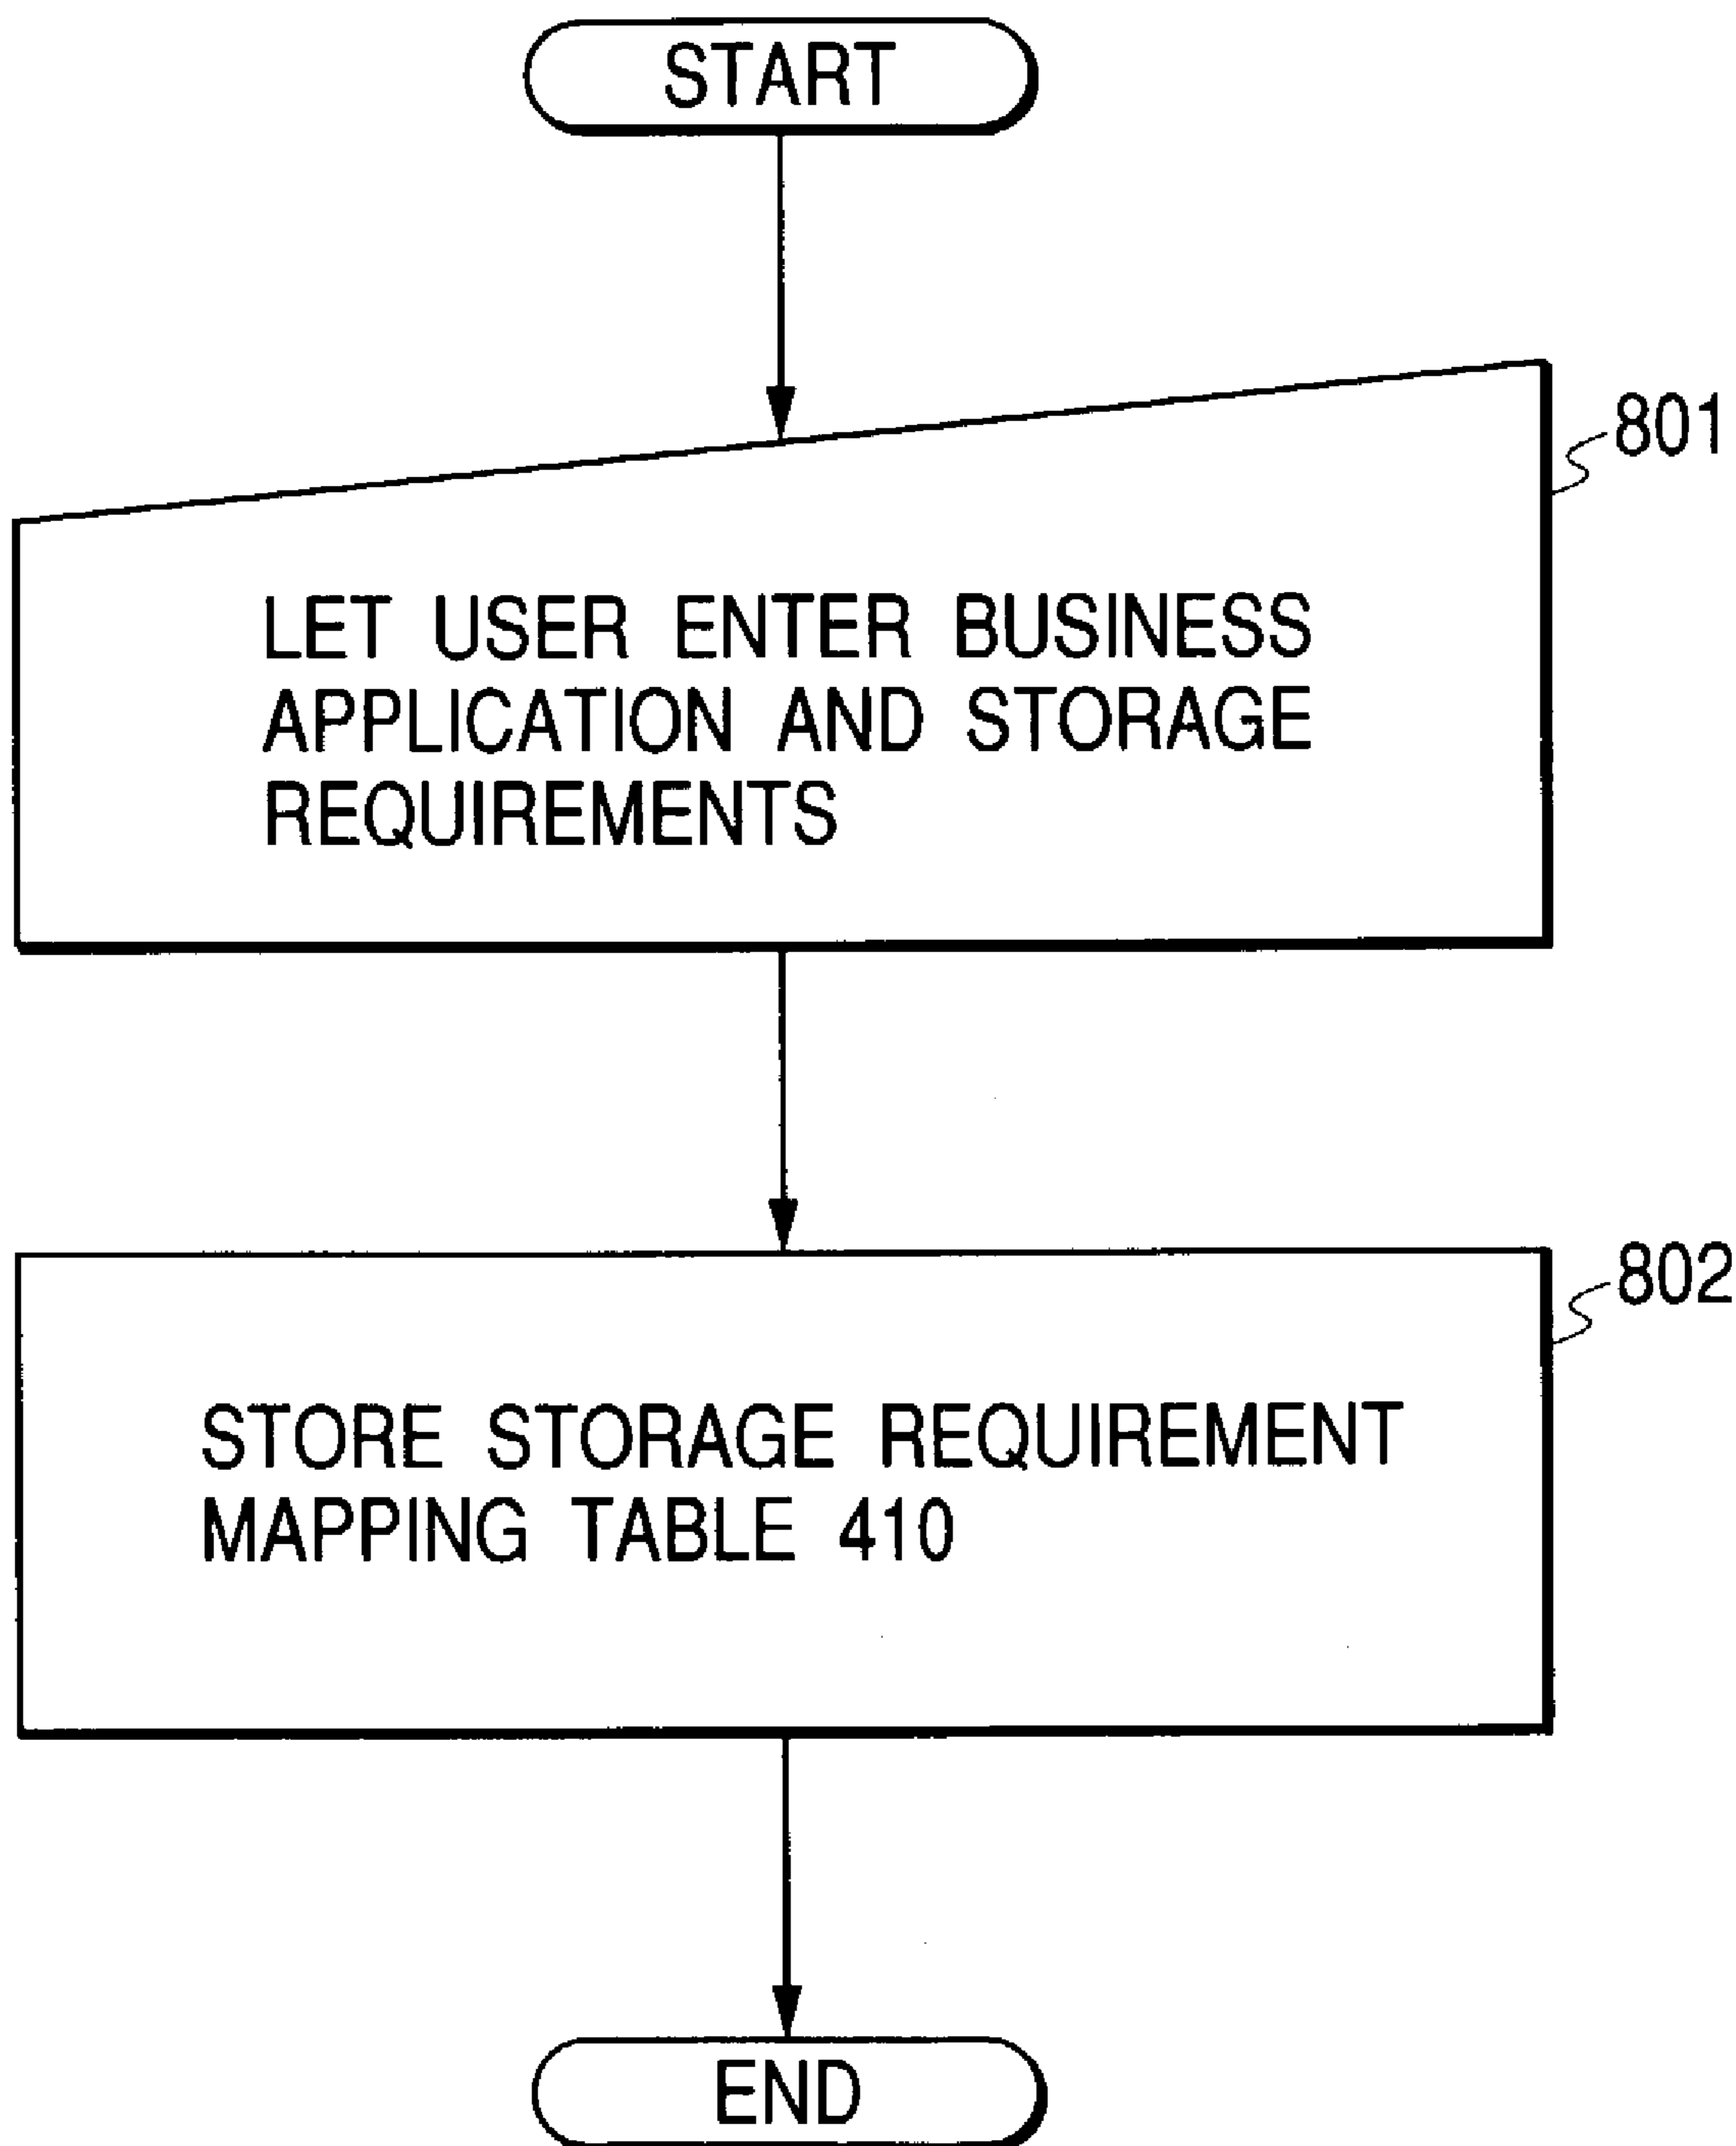 START
801
LET USER ENTER BUSINESS
APPLICATION AND STORAGE
REQUIREMENTS
802
STORE STORAGE REQUIREMENT
MAPPING TABLE 410
END